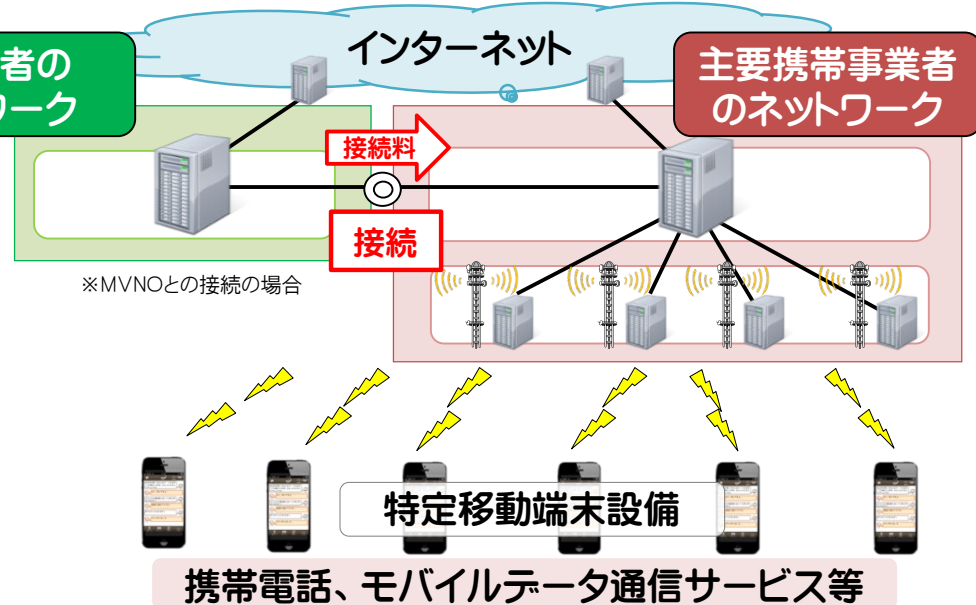 インターネット
者の
ワーク
主要携帯事業者
のネットワーク
接続料
接続
※MVNOとの接続の場合
特定移動端末設備
携帯電話、モバイルデータ通信サービス等